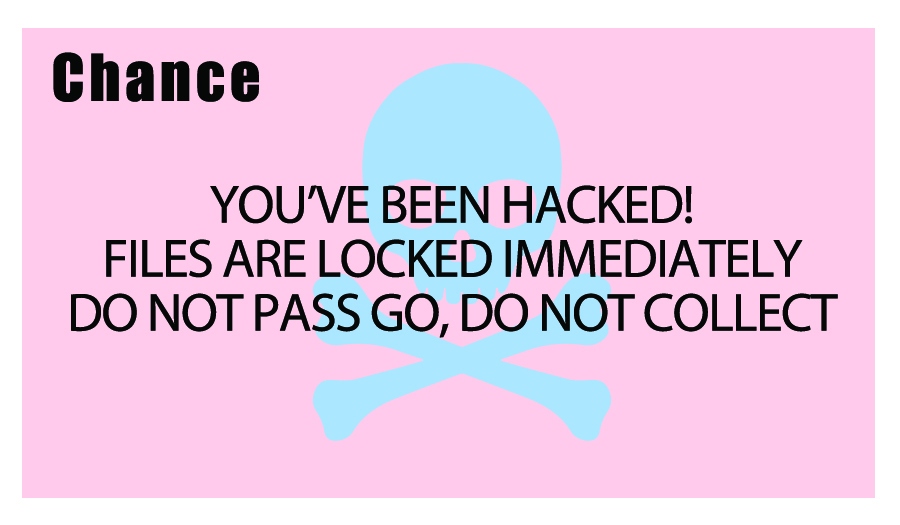 Chance
YOU’VE BEEN HACKED!
FILES ARE LOCKED IMMEDIATELY
DO NOT PASS GO, DO NOT COLLECT